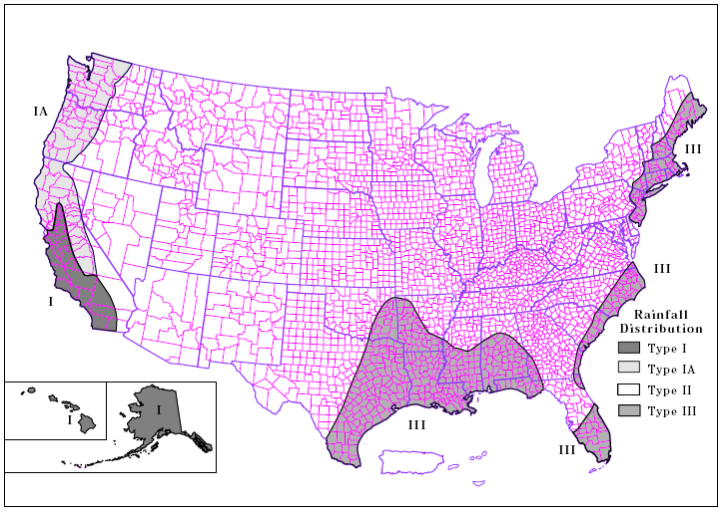 IA
III
III
I
Rainfall
Distribution
Type I
Type IA
Type II
Type III
I
I
III
III